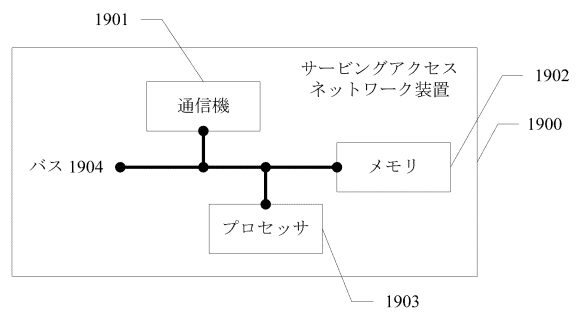 1901
サービングアクセス
ネットワーク装置
1902
通信機
1900
バス 1904
メモリ
プロセッサ
1903